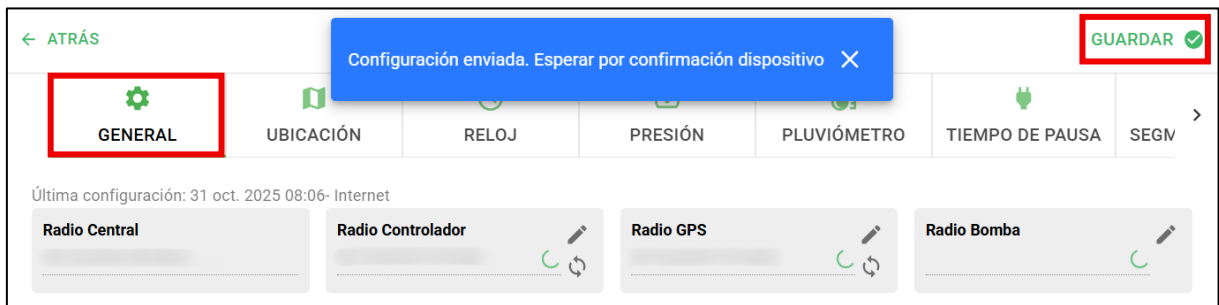 ATRÁS
Configuración enviada. Esperar por confirmación dispositivo
GUARDAR
GENERAL
UBICACIÓN
RELOJ
PRESIÓN
PLUVIÓMETRO
TIEMPO DE PAUSA
SEGM
Última configuración: 31 oct. 2025 08:06- Internet
Radio Central
Radio Controlador
Radio GPS
Radio Bomba